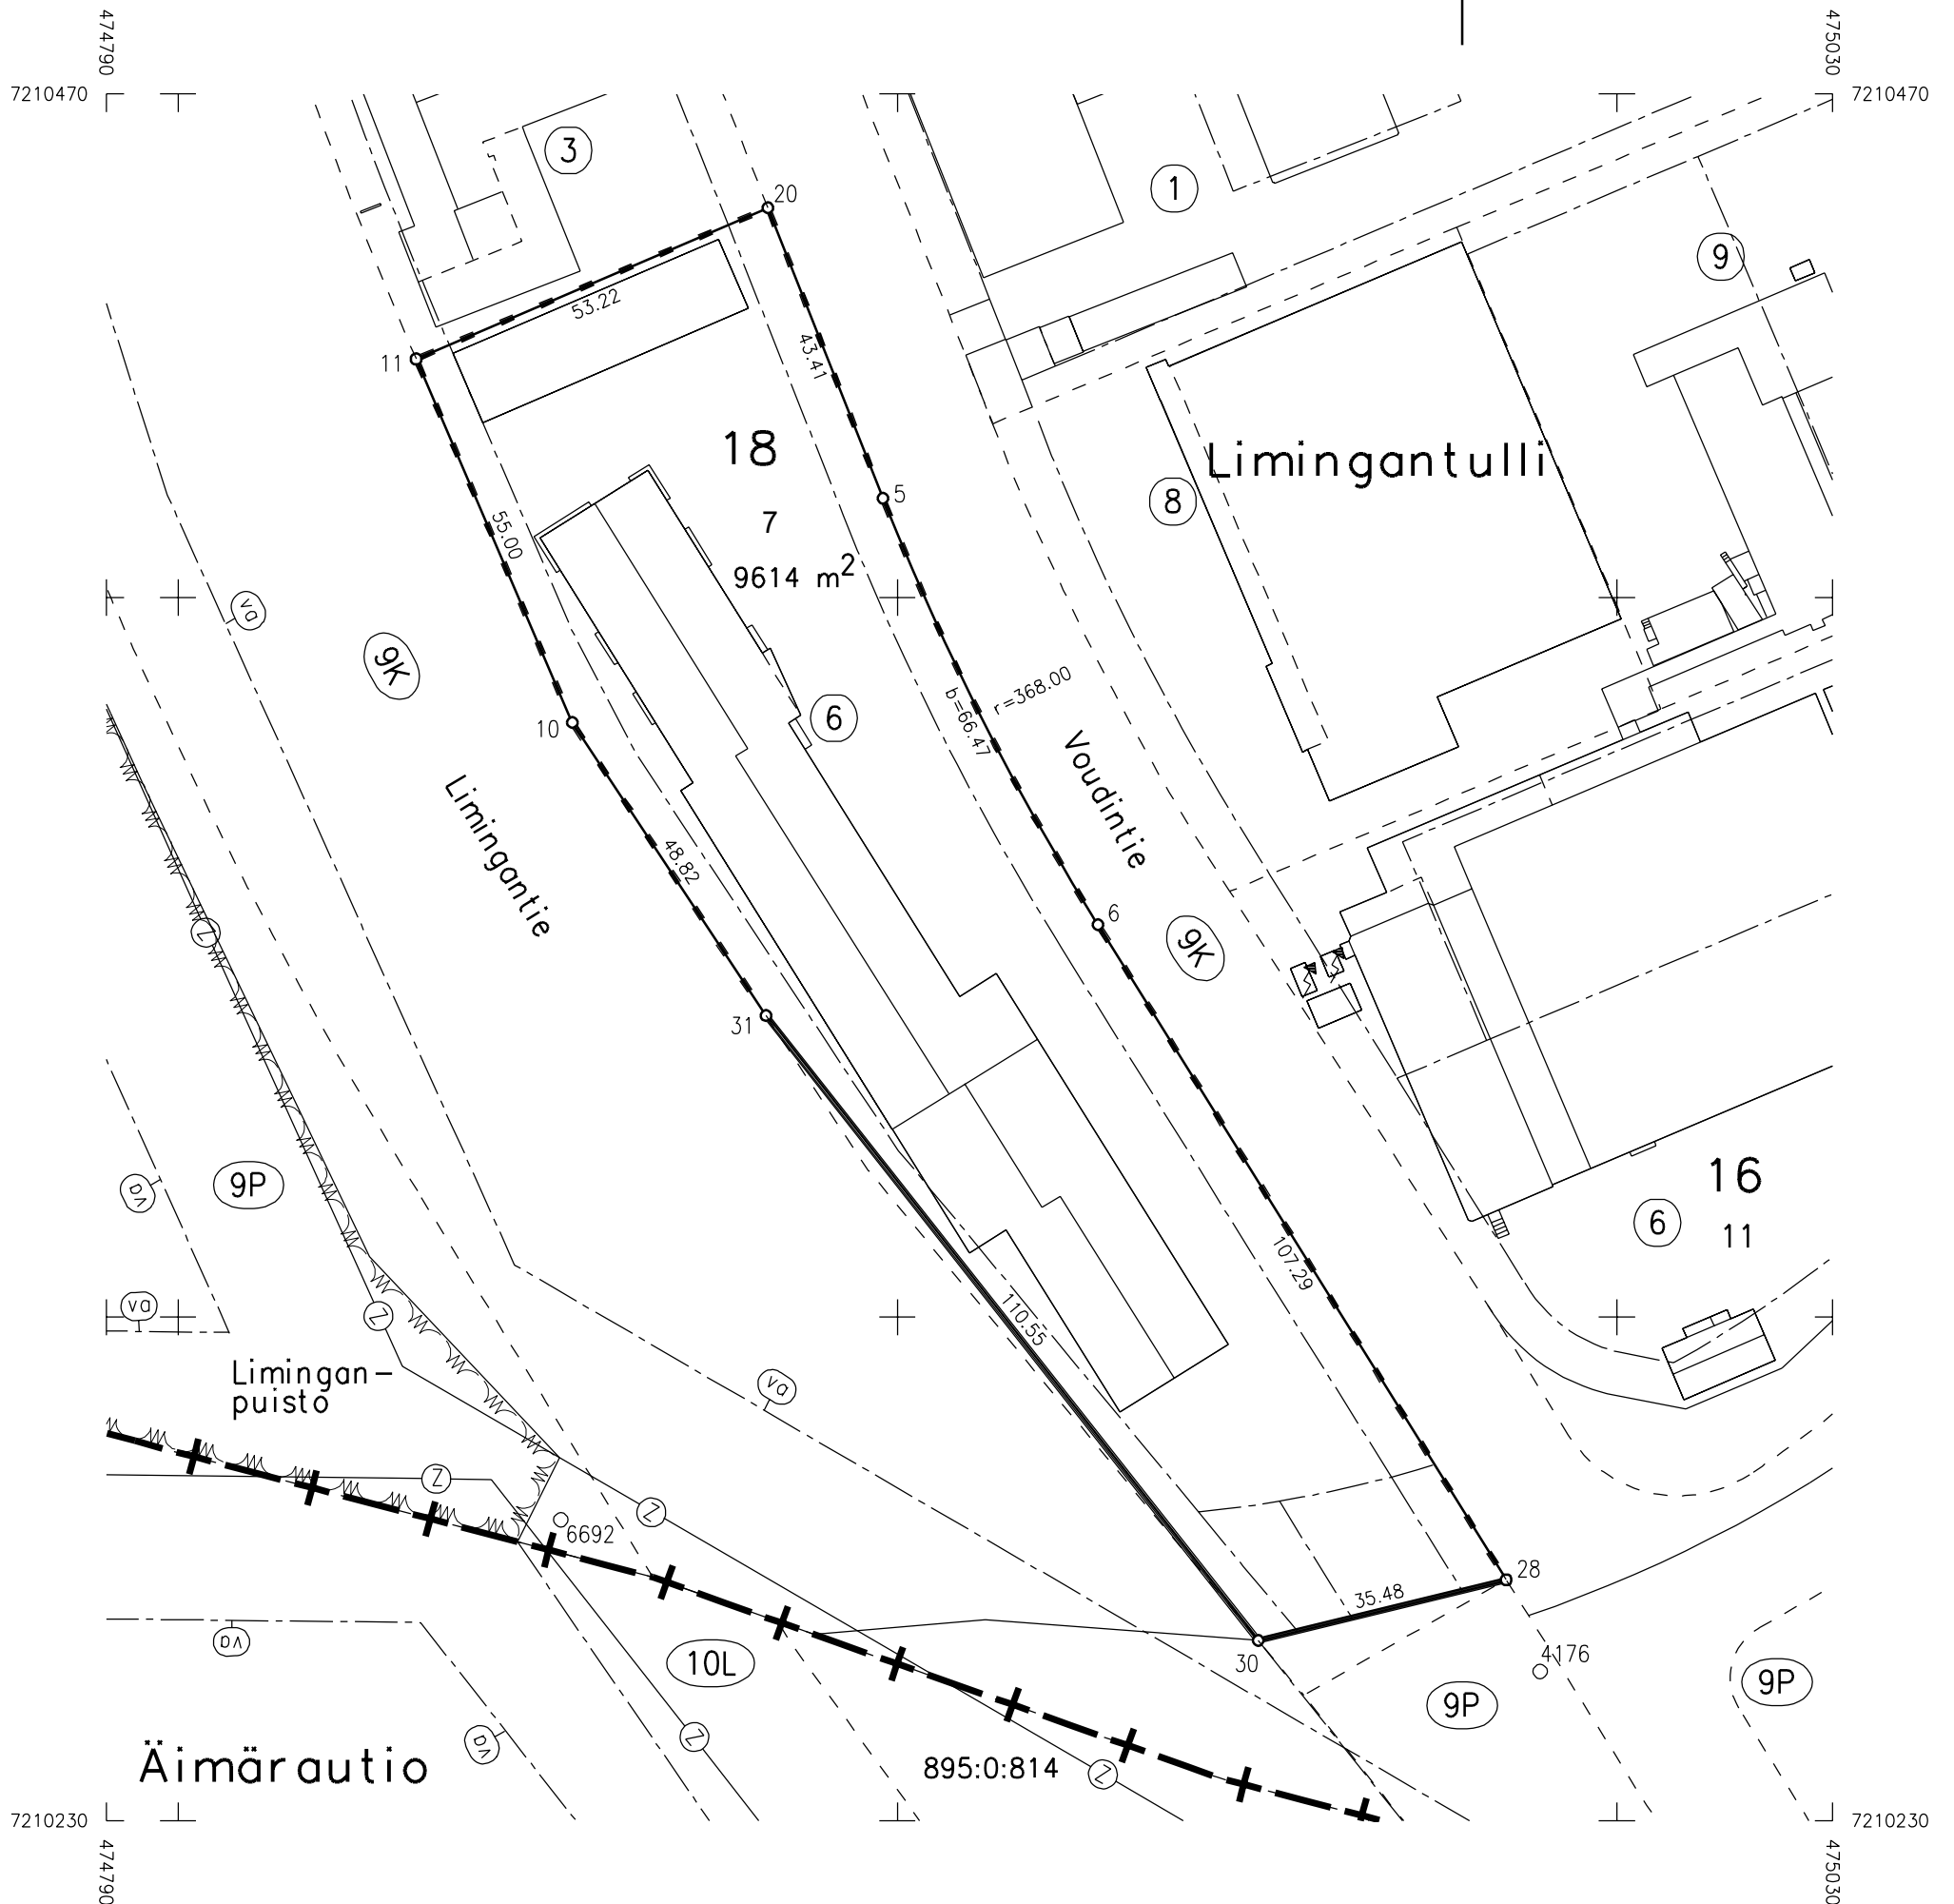 474790
475030
7210470
7210470
3
20
1
9
53.22
11
43.41
18
Limingantulli
5
8
7
55.00
9614 m²
va
9K
r=368.00
b=66.47
6
10
Voudintie
Limingantie
48.82
6
9K
Z
31
16
9P
va
6
11
107.29
va
110.55
Z
Limingan-
puisto
va
Z
Z
6692
28
35.48
va
30
4176
10L
9P
9P
Z
va
Äimärautio
895:0:814
Z
7210230
7210230
474790
475030